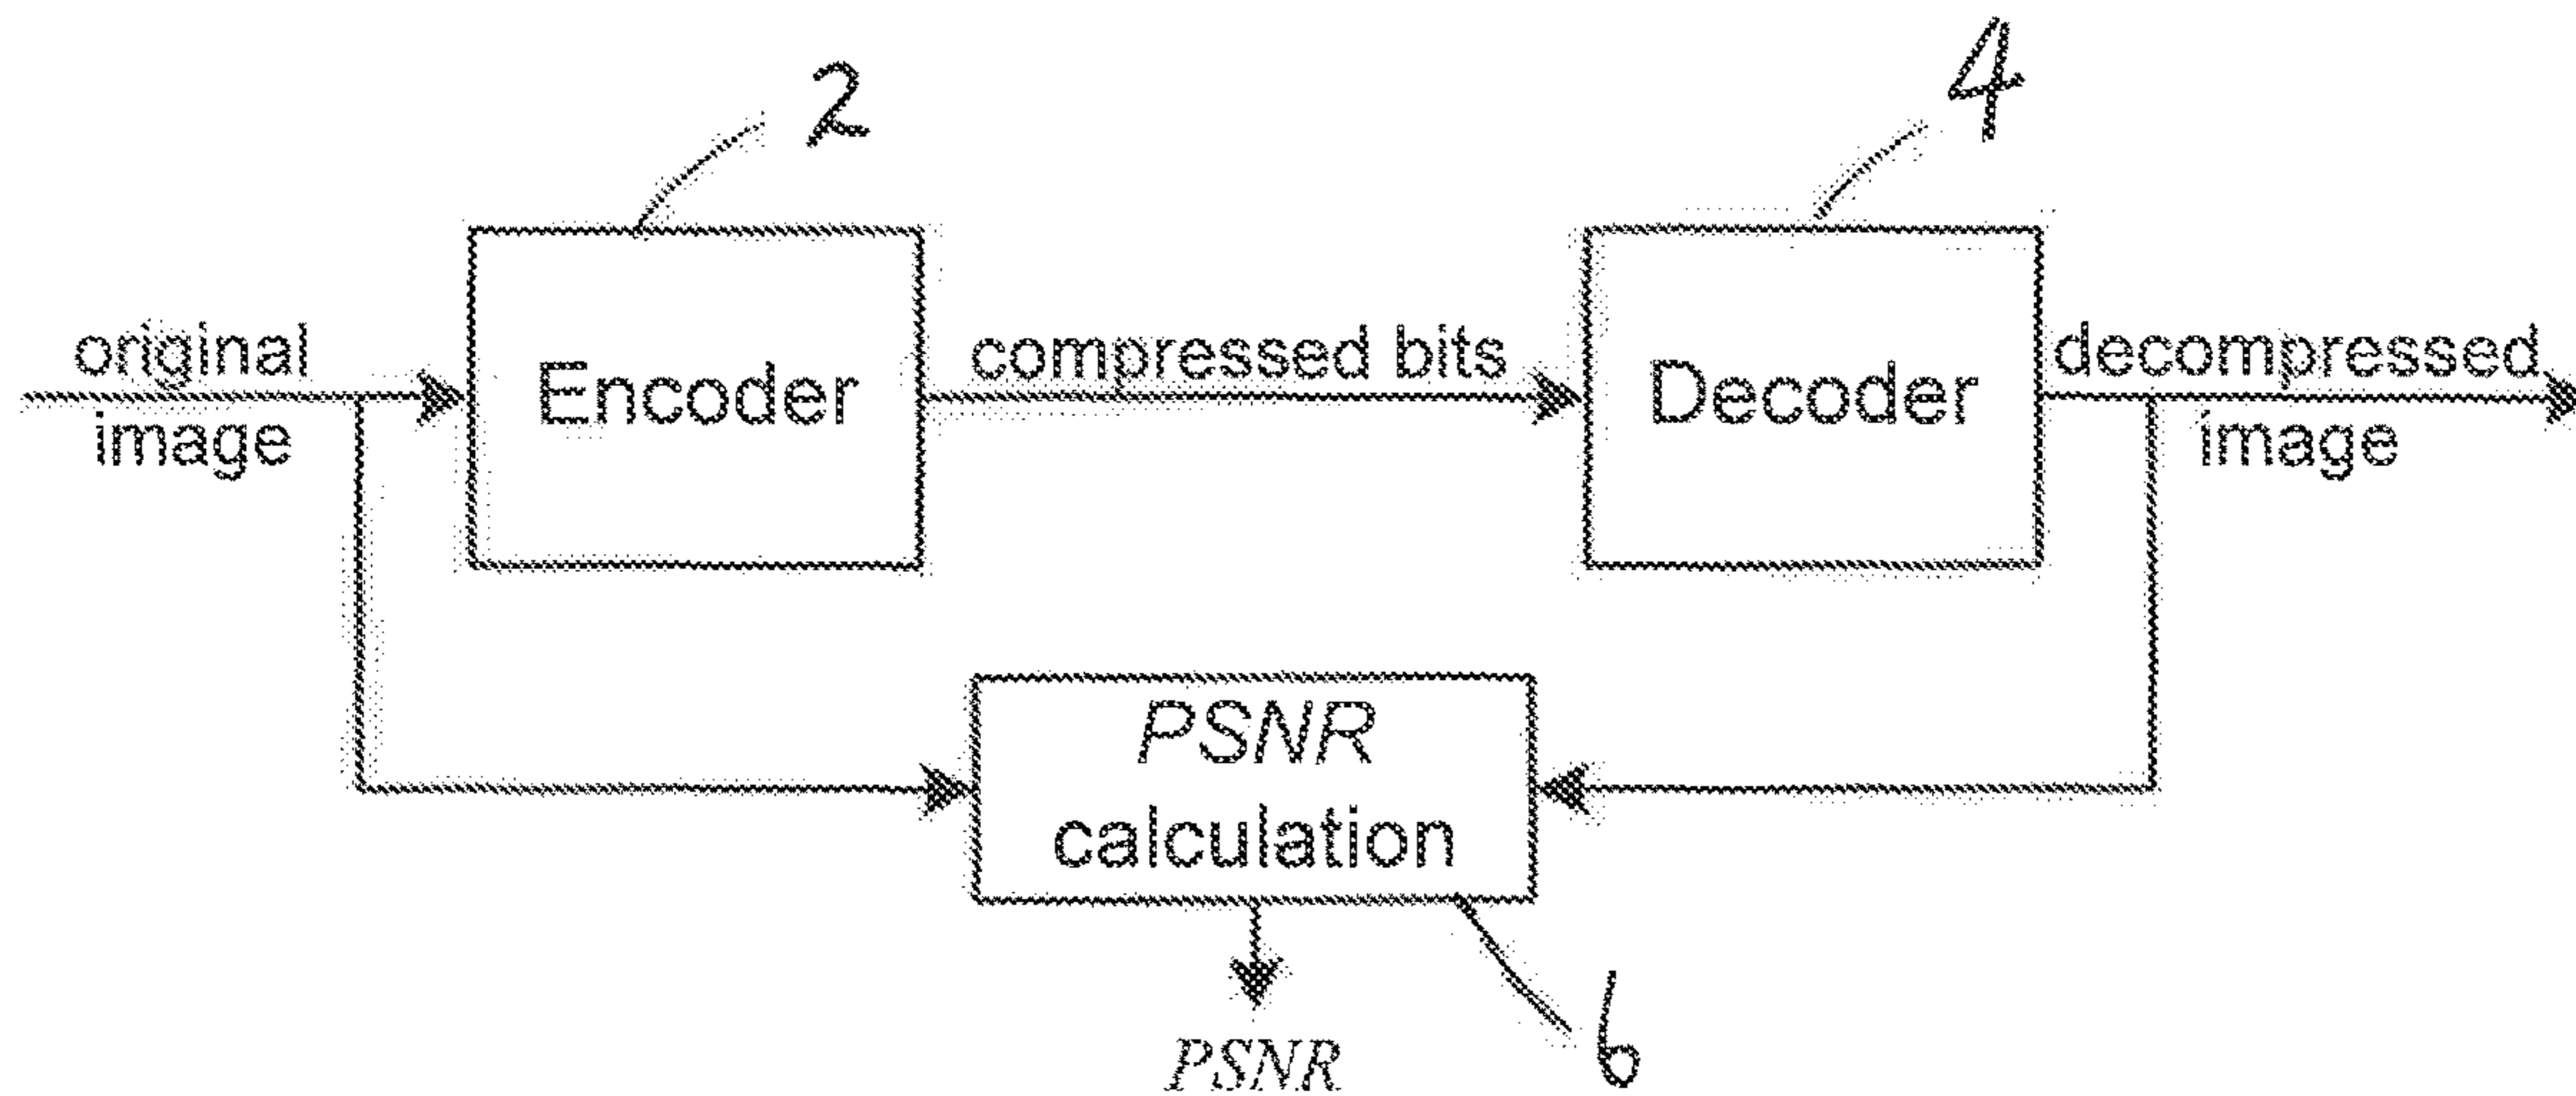 2
4
original
image
Encoder
compressed bits
Decoder
decompressed
image
PSNR
calculation
PSNR
6